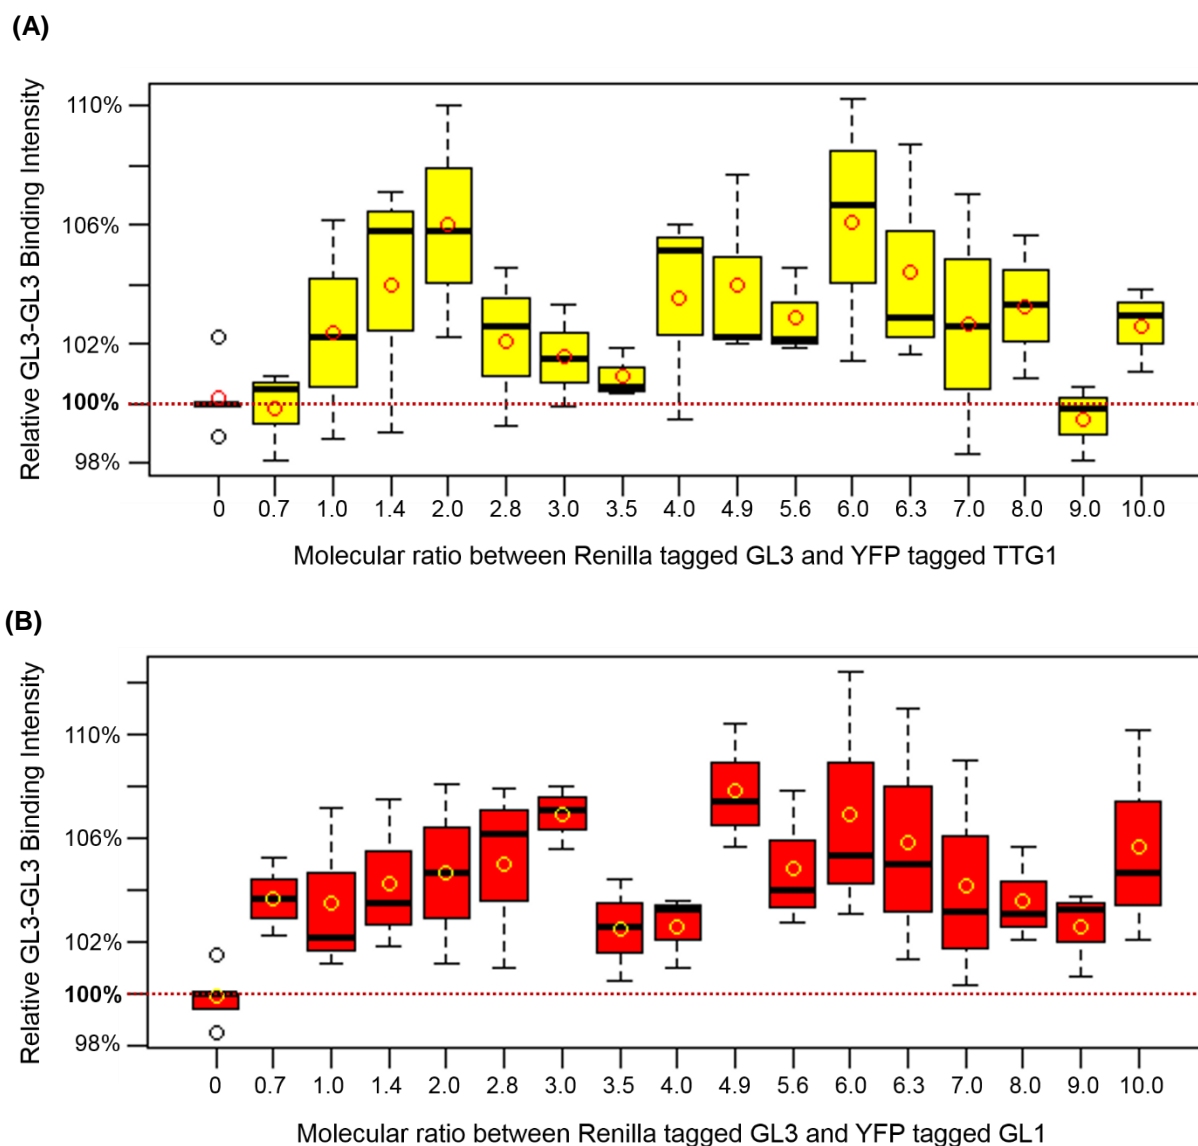 (A)
Relative GL3-GL3 Binding Intensity
110%
106%
102%
100%
98%
0 0.7 1.0 1.4 2.0 2.8 3.0 3.5 4.0 4.9 5.6 6.0 6.3 7.0 8.0 9.0 10.0
Molecular ratio between Renilla tagged GL3 and YFP tagged TTG1
(B)
Relative GL3-GL3 Binding Intensity
110%
106%
102%
100%
98%
0 0.7 1.0 1.4 2.0 2.8 3.0 3.5 4.0 4.9 5.6 6.0 6.3 7.0 8.0 9.0 10.0
Molecular ratio between Renilla tagged GL3 and YFP tagged GL1